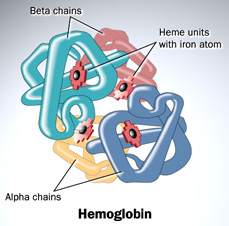 Beta chains
Heme units
with iron atom
Alpha chains
Hemoglobin